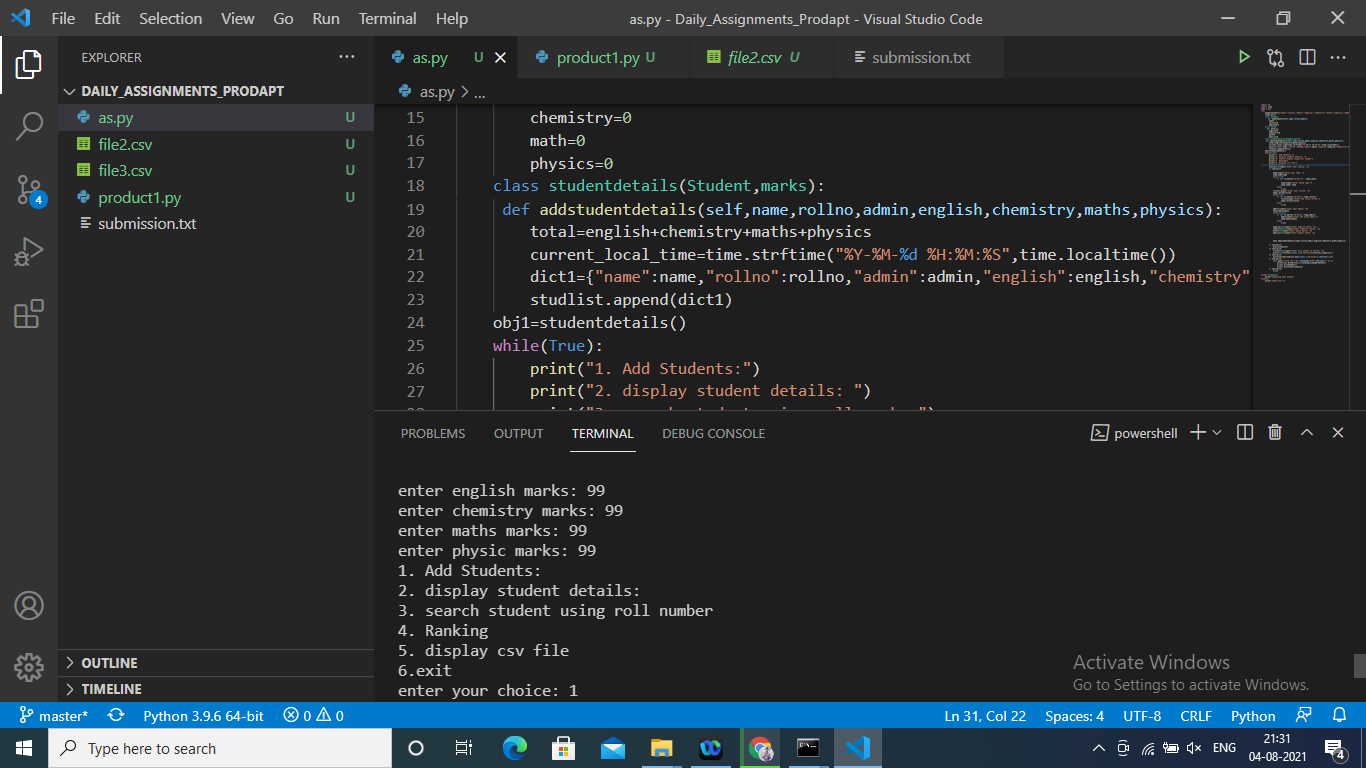 File Edit Selection View Go Run Terminal Help
as.py - Daily_Assignments_Prodapt - Visual Studio Code
EXPLORER
DAILY_ASSIGNMENTS_PRODAPT
as.py U
file2.csv U
file3.csv U
product1.py U
submission.txt
4
OUTLINE
TIMELINE
as.py U
product1.py U
file2.csv U
submission.txt
as.py > ...
15 chemistry=0
16 math=0
17 physics=0
18 class studentdetails(Student,marks):
19 def addstudentdetails(self,name,rollno,admin,english,chemistry,maths,physics):
20 total=english+chemistry+maths+physics
21 current_local_time=time.strftime("%Y-%M-%d %H:%M:%S",time.localtime())
22 dict1={"name":name,"rollno":rollno,"admin":admin,"english":english,"chemistry"
23 studlist.append(dict1)
24 obj1=studentdetails()
25 while(True):
26 print("1. Add Students:")
27 print("2. display student details: ")
PROBLEMS OUTPUT TERMINAL DEBUG CONSOLE
powershell
enter english marks: 99
enter chemistry marks: 99
enter maths marks: 99
enter physic marks: 99
1. Add Students:
2. display student details:
3. search student using roll number
4. Ranking
5. display csv file
6.exit
enter your choice: 1
Activate Windows
Go to Settings to activate Windows.
master* Python 3.9.6 64-bit 0 0 Ln 31, Col 22 Spaces: 4 UTF-8 CRLF Python
Type here to search
ENG
21:31
04-08-2021
4